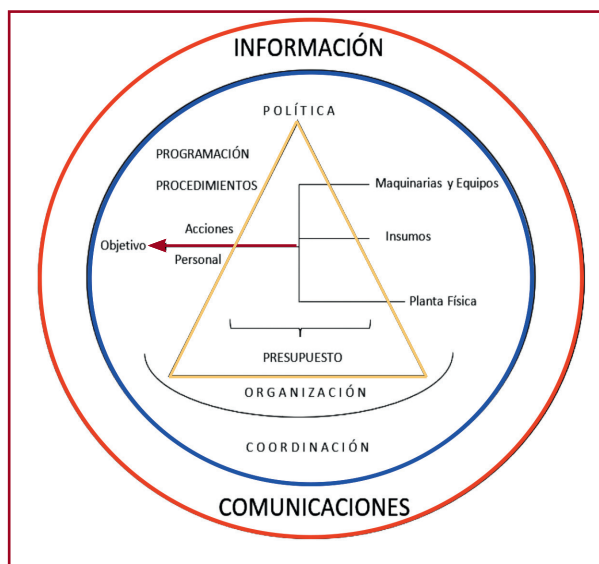 INFORMACIÓN
POLÍTICA
PROGRAMACIÓN
PROCEDIMIENTOS
Maquinarias y Equipos
Acciones
Insumos
Objetivo
Personal
Planta Física
PRESUPUESTO
ORGANIZACIÓN
COORDINACIÓN
COMUNICACIONES